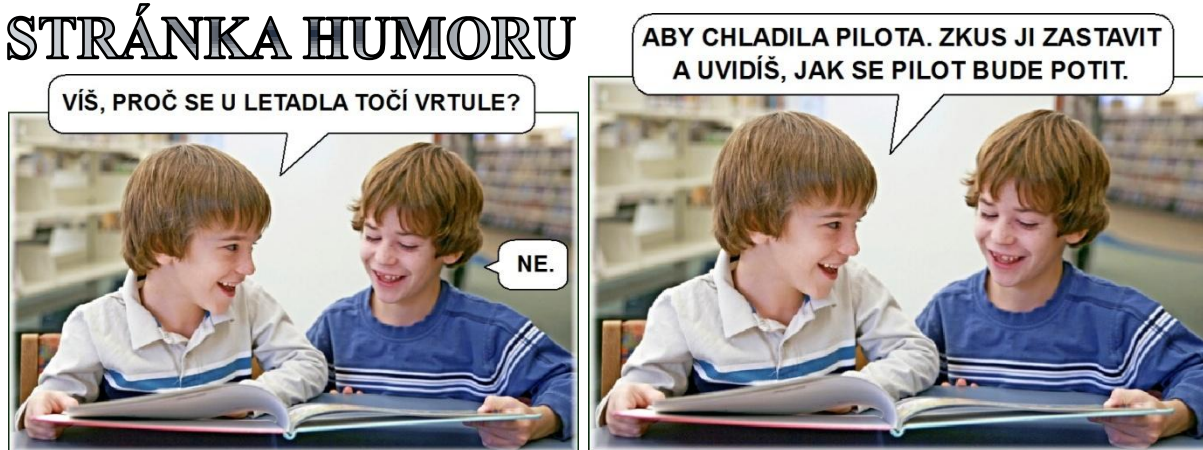 STRÁNKA HUMORU
VÍŠ, PROČ SE U LETADLA TOČÍ VRTULE?
NE.
ABY CHLADILA PILOTA. ZKUS JI ZASTAVIT
A UVIDÍŠ, JAK SE PILOT BUDE POTIT.